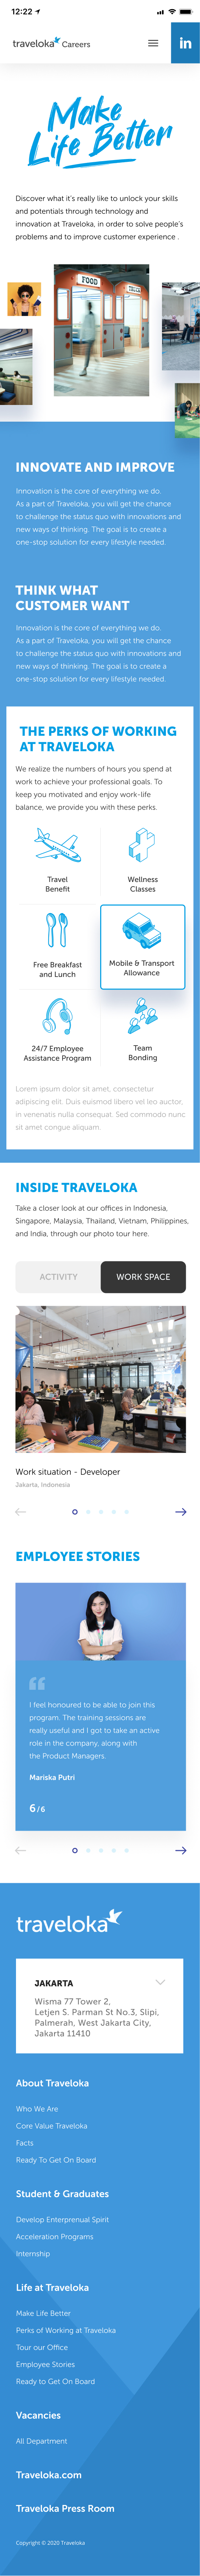 12:22
traveloka Careers
in
Make
Life Better
Discover what it's really like to unlock your skills
and potentials through technology and
innovation at Traveloka, in order to solve people's
problems and to improve customer experience .
FOOD
INNOVATE AND IMPROVE
Innovation is the core of everything we do.
As a part of Traveloka, you will get the chance
to challenge the status quo with innovations and
new ways of thinking. The goal is to create a
one-stop solution for every lifestyle needed.
THINK WHAT
CUSTOMER WANT
Innovation is the core of everything we do.
As a part of Traveloka, you will get the chance
to challenge the status quo with innovations and
new ways of thinking. The goal is to create a
one-stop solution for every lifestyle needed.
THE PERKS OF WORKING
AT TRAVELOKA
We realize the numbers of hours you spend at
work to achieve your professional goals. To
keep you motivated and enjoy work-life
balance, we provide you with these perks.
Travel
Benefit
Wellness
Classes
Free Breakfast
and Lunch
Mobile & Transport
Allowance
24/7 Employee
Assistance Program
Team
Bonding
Lorem ipsum dolor sit amet, consectetur
adipiscing elit. Duis euismod libero vel leo auctor,
in venenatis nulla consequat. Sed commodo nunc
sit amet congue aliquam.
INSIDE TRAVELOKA
Take a closer look at our offices in Indonesia,
Singapore, Malaysia, Thailand, Vietnam, Philippines,
and India, through our photo tour here.
ACTIVITY
WORK SPACE
Work situation - Developer
Jakarta, Indonesia
EMPLOYEE STORIES
“
I feel honoured to be able to join this
program. The training sessions are
really useful and I got to take an active
role in the company, along with
the Product Managers.
Mariska Putri
6 / 6
traveloka
JAKARTA
Wisma 77 Tower 2,
Letjen S. Parman St No.3, Slipi,
Palmerah, West Jakarta City,
Jakarta 11410
About Traveloka
Who We Are
Core Value Traveloka
Facts
Ready To Get On Board
Student & Graduates
Develop Enterprenual Spirit
Acceleration Programs
Internship
Life at Traveloka
Make Life Better
Perks of Working at Traveloka
Tour our Office
Employee Stories
Ready to Get On Board
Vacancies
All Department
Traveloka.com
Traveloka Press Room
Copyright © 2020 Traveloka